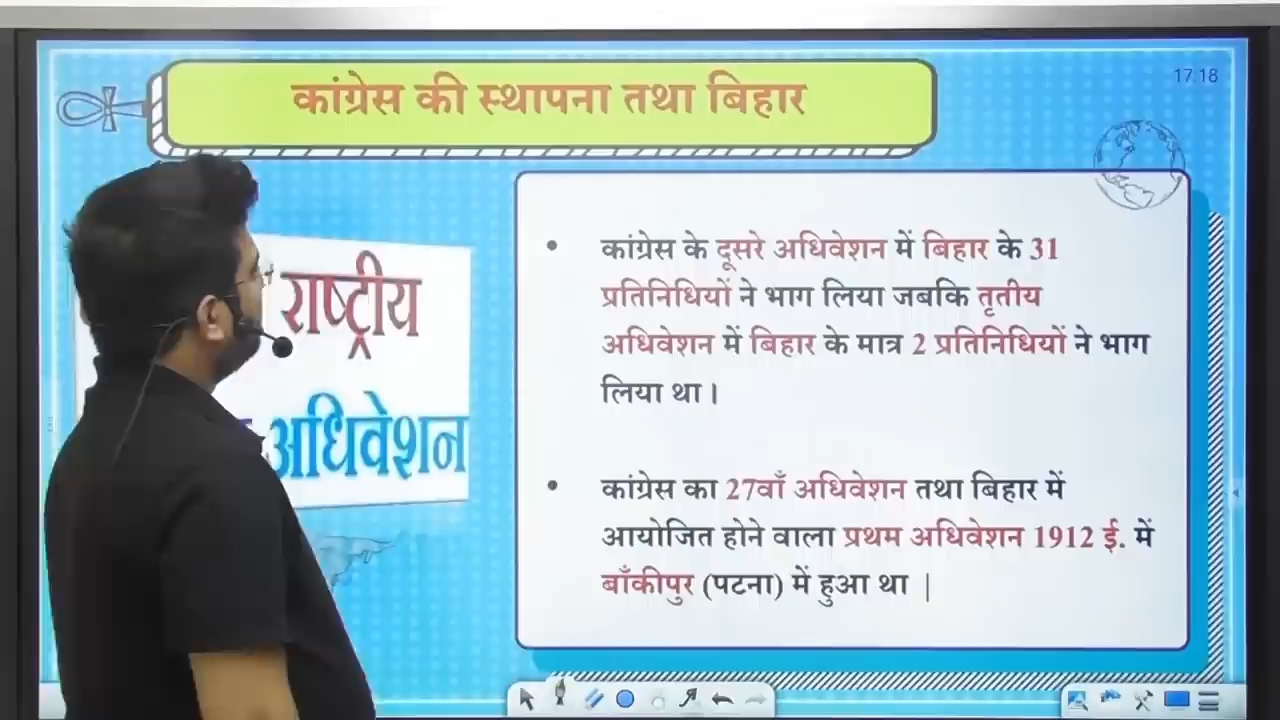 कांग्रेस की स्थापना तथा बिहार
17.18
राष्ट्रीय
अधिवेशन
• कांग्रेस के दूसरे अधिवेशन में बिहार के 31
प्रतिनिधियों ने भाग लिया जबकि तृतीय
अधिवेशन में बिहार के मात्र 2 प्रतिनिधियों ने भाग
लिया था ।
• कांग्रेस का 27वाँ अधिवेशन तथा बिहार में
आयोजित होने वाला प्रथम अधिवेशन 1912 ई. में
बाँकीपुर (पटना) में हुआ था |